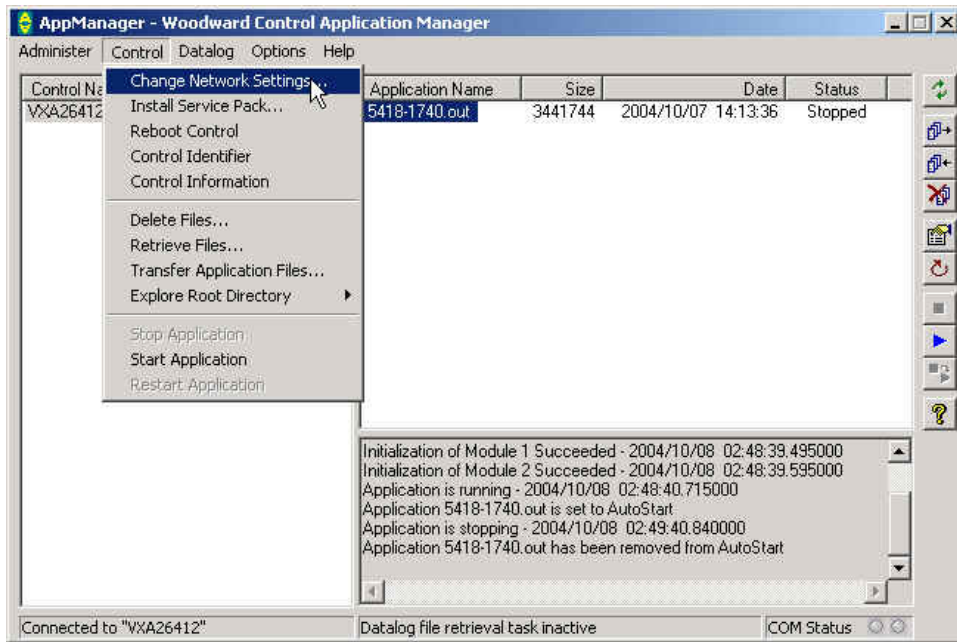 AppManager - Woodward Control Application Manager
Administer Control Datalog Options Help
Control Na
VXA26412
Change Network Settings...
Install Service Pack...
Reboot Control
Control Identifier
Control Information
Delete Files...
Retrieve Files...
Transfer Application Files...
Explore Root Directory
Stop Application
Start Application
Restart Application
Application Name Size Date Status
5418-1740.out 3441744 2004/10/07 14:13:36 Stopped
Initialization of Module 1 Succeeded - 2004/10/08 02:48:39.495000
Initialization of Module 2 Succeeded - 2004/10/08 02:48:39.595000
Application is running - 2004/10/08 02:48:40.715000
Application 5418-1740.out is set to AutoStart
Application is stopping - 2004/10/08 02:49:40.840000
Application 5418-1740.out has been removed from AutoStart
Connected to "VXA26412" Datalog file retrieval task inactive COM Status